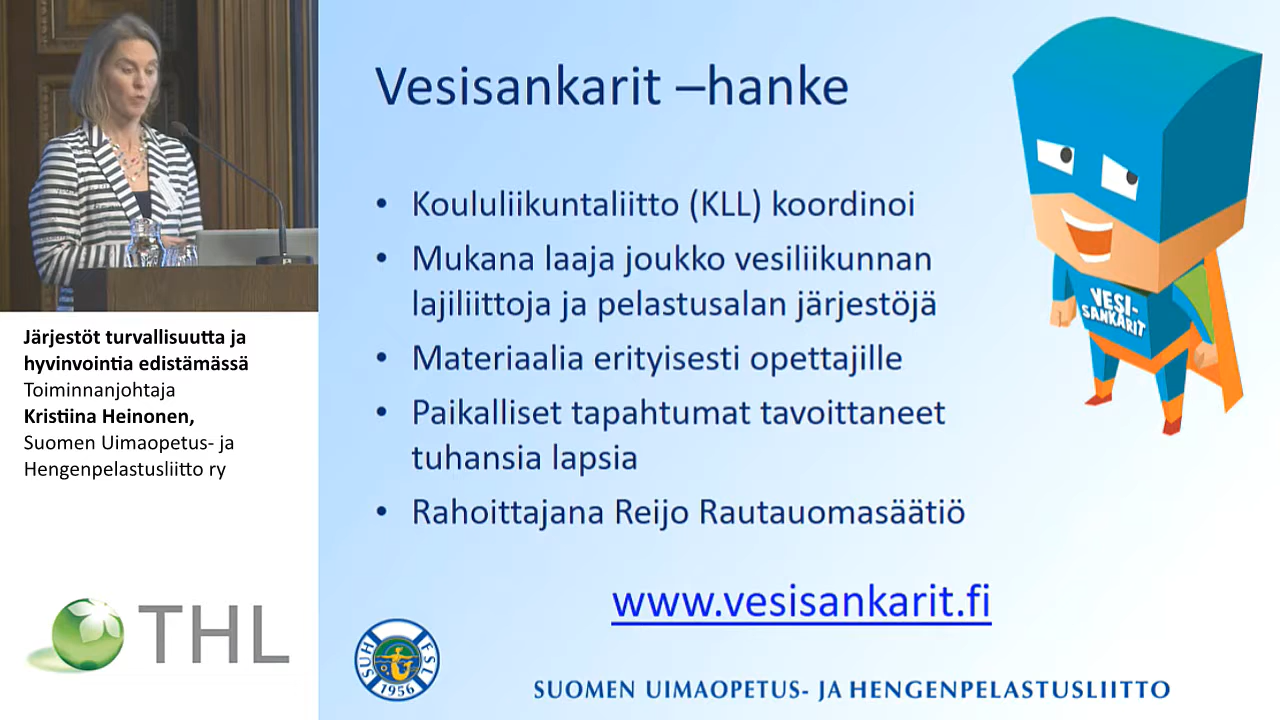 Järjestöt turvallisuutta ja
hyvinvointia edistämässä
Toiminnanjohtaja
Kristiina Heinonen,
Suomen Uimaopetus- ja
Hengenpelastusliitto ry
THL
Vesisankarit –hanke
• Koululiikuntaliitto (KLL) koordinoi
• Mukana laaja joukko vesiliikunnan
lajiliittoja ja pelastusalan järjestöjä
• Materiaalia erityisesti opettajille
• Paikalliset tapahtumat tavoittaneet
tuhansia lapsia
• Rahoittajana Reijo Rautauomasäätiö
VESI-
SANKARIT
www.vesisankarit.fi
SUH FSL
1956
SUOMEN UIMAOPETUS- JA HENGENPELASTUSLIITTO